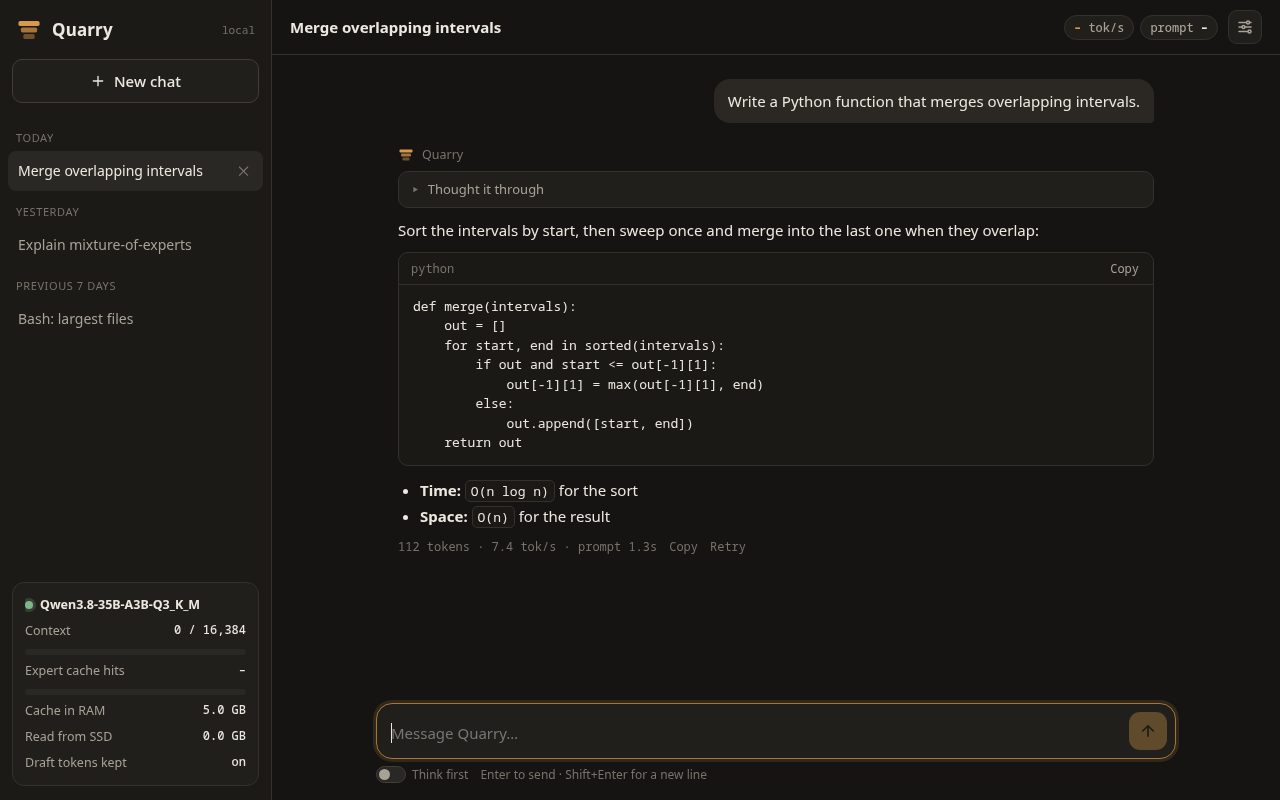 Quarry
local
+ New chat
TODAY
Merge overlapping intervals
YESTERDAY
Explain mixture-of-experts
PREVIOUS 7 DAYS
Bash: largest files
Qwen3.8-35B-A3B-Q3_K_M
Context 0 / 16,384
Expert cache hits –
Cache in RAM 5.0 GB
Read from SSD 0.0 GB
Draft tokens kept on
Merge overlapping intervals
– tok/s
prompt –
Write a Python function that merges overlapping intervals.
Quarry
Thought it through
Sort the intervals by start, then sweep once and merge into the last one when they overlap:
python Copy
def merge(intervals):
    out = []
    for start, end in sorted(intervals):
        if out and start <= out[-1][1]:
            out[-1][1] = max(out[-1][1], end)
        else:
            out.append([start, end])
    return out
• Time: O(n log n) for the sort
• Space: O(n) for the result
112 tokens · 7.4 tok/s · prompt 1.3s Copy Retry
Message Quarry...
Think first Enter to send · Shift+Enter for a new line